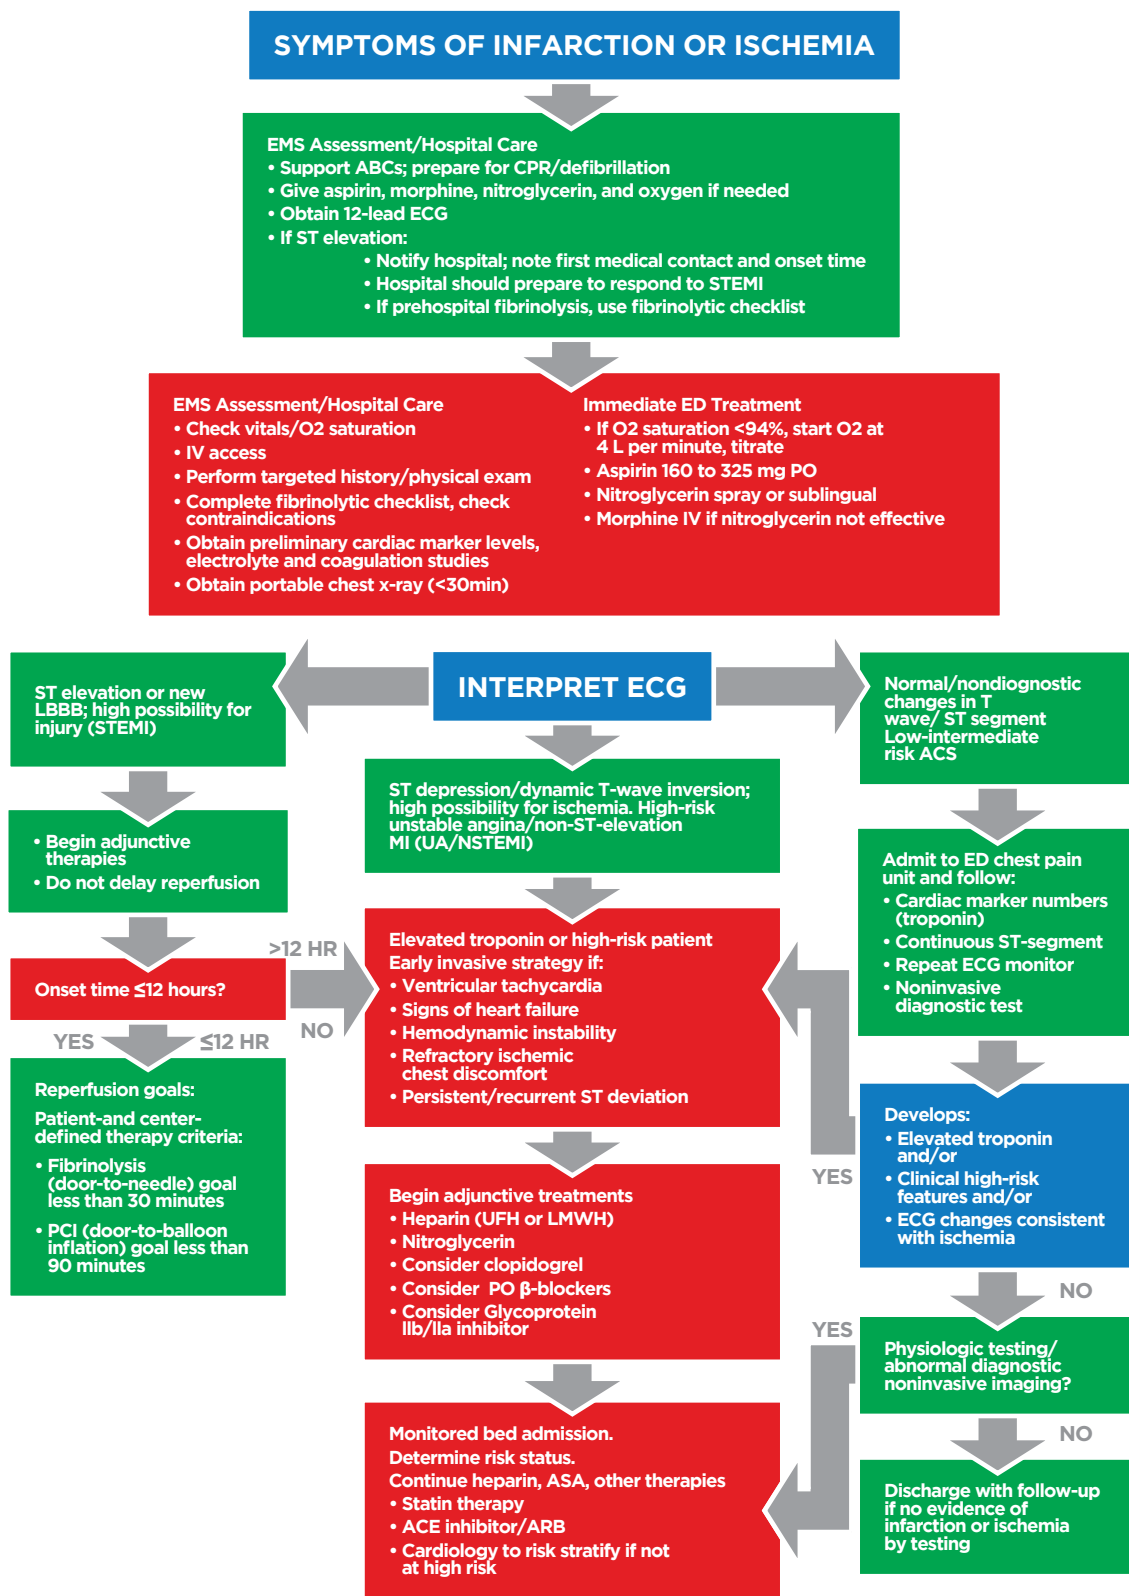 SYMPTOMS OF INFARCTION OR ISCHEMIA
EMS Assessment/Hospital Care
• Support ABCs; prepare for CPR/defibrillation
• Give aspirin, morphine, nitroglycerin, and oxygen if needed
• Obtain 12-lead ECG
• If ST elevation:
• Notify hospital; note first medical contact and onset time
• Hospital should prepare to respond to STEMI
• If prehospital fibrinolysis, use fibrinolytic checklist
EMS Assessment/Hospital Care
• Check vitals/O2 saturation
• IV access
• Perform targeted history/physical exam
• Complete fibrinolytic checklist, check
contraindications
• Obtain preliminary cardiac marker levels,
electrolyte and coagulation studies
• Obtain portable chest x-ray (<30min)
Immediate ED Treatment
• If O2 saturation <94%, start O2 at
4 L per minute, titrate
• Aspirin 160 to 325 mg PO
• Nitroglycerin spray or sublingual
• Morphine IV if nitroglycerin not effective
INTERPRET ECG
ST elevation or new
LBBB; high possibility for
injury (STEMI)
• Begin adjunctive
therapies
• Do not delay reperfusion
Onset time ≤12 hours?
>12 HR
NO
YES
≤12 HR
Reperfusion goals:
Patient-and center-
defined therapy criteria:
• Fibrinolysis
(door-to-needle) goal
less than 30 minutes
• PCI (door-to-balloon
inflation) goal less than
90 minutes
ST depression/dynamic T-wave inversion;
high possibility for ischemia. High-risk
unstable angina/non-ST-elevation
MI (UA/NSTEMI)
Elevated troponin or high-risk patient
Early invasive strategy if:
• Ventricular tachycardia
• Signs of heart failure
• Hemodynamic instability
• Refractory ischemic
chest discomfort
• Persistent/recurrent ST deviation
Begin adjunctive treatments
• Heparin (UFH or LMWH)
• Nitroglycerin
• Consider clopidogrel
• Consider PO β-blockers
• Consider Glycoprotein
IIb/IIa inhibitor
Monitored bed admission.
Determine risk status.
Continue heparin, ASA, other therapies
• Statin therapy
• ACE inhibitor/ARB
• Cardiology to risk stratify if not
at high risk
Normal/nondiagnostic
changes in T
wave/ ST segment
Low-intermediate
risk ACS
Admit to ED chest pain
unit and follow:
• Cardiac marker numbers
(troponin)
• Continuous ST-segment
• Repeat ECG monitor
• Noninvasive
diagnostic test
Develops:
• Elevated troponin
and/or
• Clinical high-risk
features and/or
• ECG changes consistent
with ischemia
YES
NO
Physiologic testing/
abnormal diagnostic
noninvasive imaging?
YES
NO
Discharge with follow-up
if no evidence of
infarction or ischemia
by testing